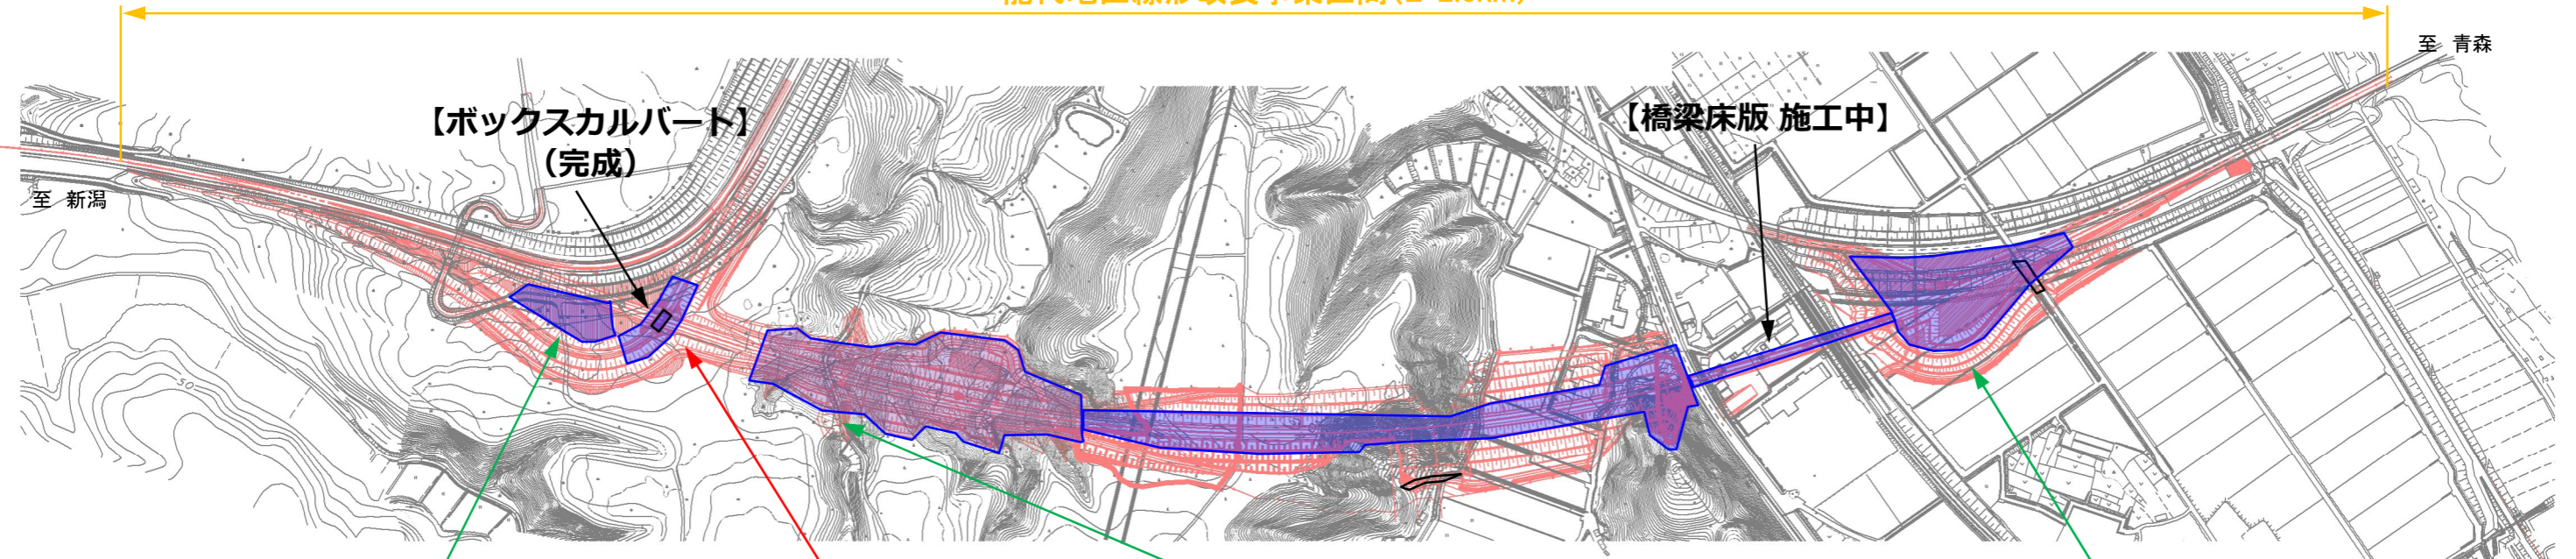 至 青森
【ボックスカルバート】
（完成）
【橋梁床版 施工中】
至 新潟
50